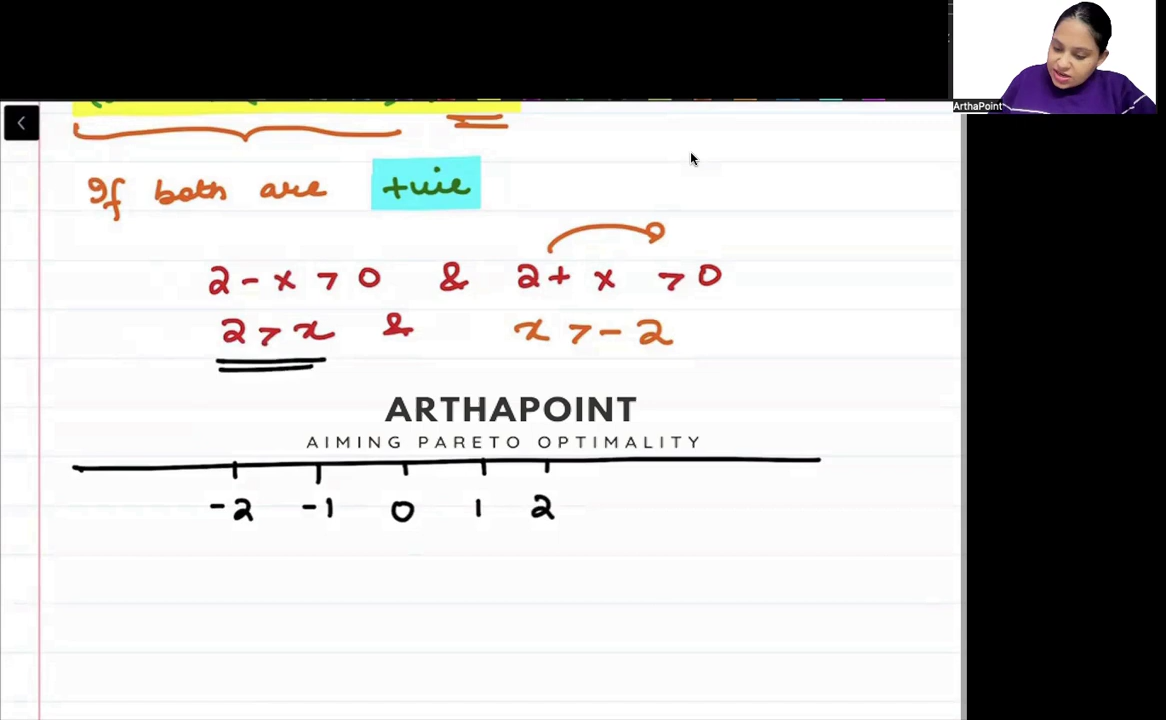 ArthaPoint
If both are +vie
2 - x > 0 & 2 + x > 0
2 > x & x > - 2
ARTHAPOINT
AIMING PARETO OPTIMALITY
-2 -1 0 1 2